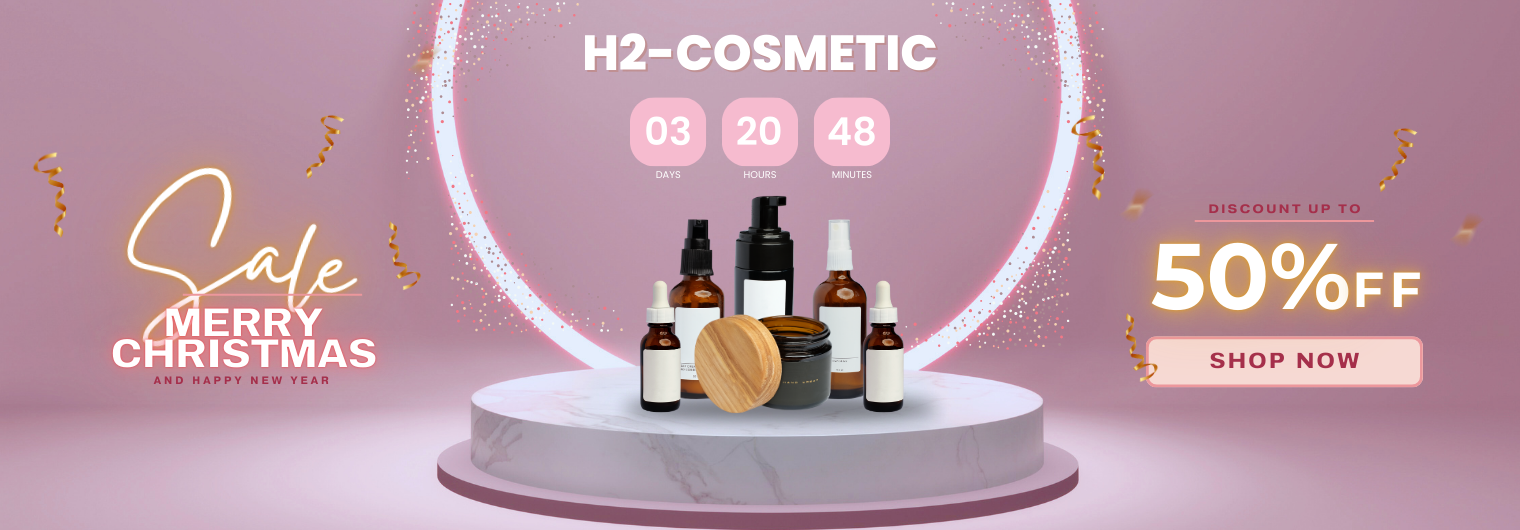 H2-COSMETIC
03 20 48
DAYS HOURS MINUTES
Sale
MERRY
CHRISTMAS
AND HAPPY NEW YEAR
DISCOUNT UP TO
50%FF
SHOP NOW